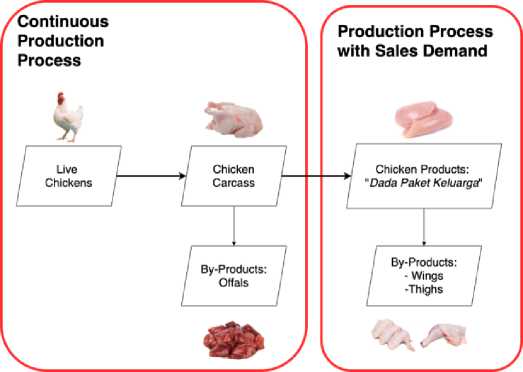 Continuous
Production
Process
Live
Chickens
Chicken
Carcass
By-Products:
Offals
Production Process
with Sales Demand
Chicken Products:
"Dada Paket Keluarga"
By-Products:
- Wings
-Thighs